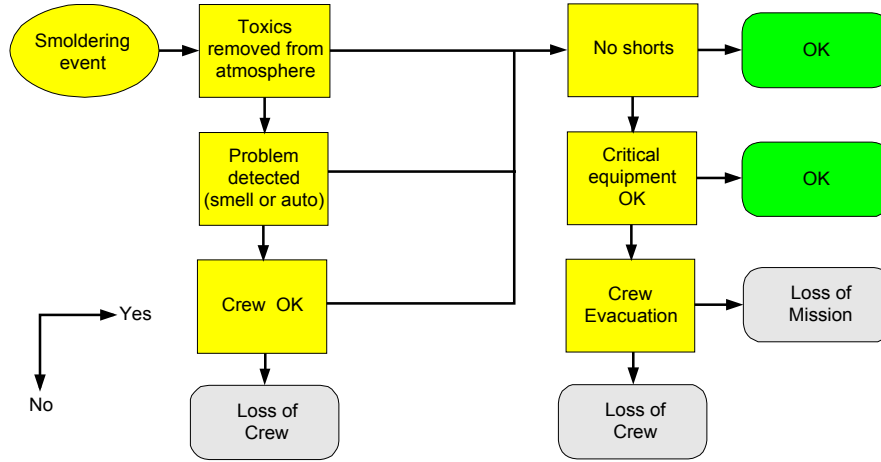 Smoldering
event
Toxics
removed from
atmosphere
No shorts
OK
Problem
detected
(smell or auto)
Critical
equipment
OK
OK
Crew OK
Crew
Evacuation
Loss of
Mission
Yes
No
Loss of
Crew
Loss of
Crew